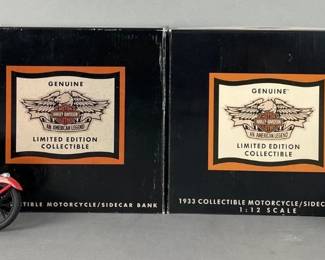 GENUINE
HARLEY-DAVIDSON
AN AMERICAN LEGEND
LIMITED EDITION
COLLECTIBLE
MOTORCYCLE/SIDECAR BANK
GENUINE
HARLEY-DAVIDSON
AN AMERICAN LEGEND
LIMITED EDITION
COLLECTIBLE
1933 COLLECTIBLE MOTORCYCLE/SIDEC
1:12 SCALE